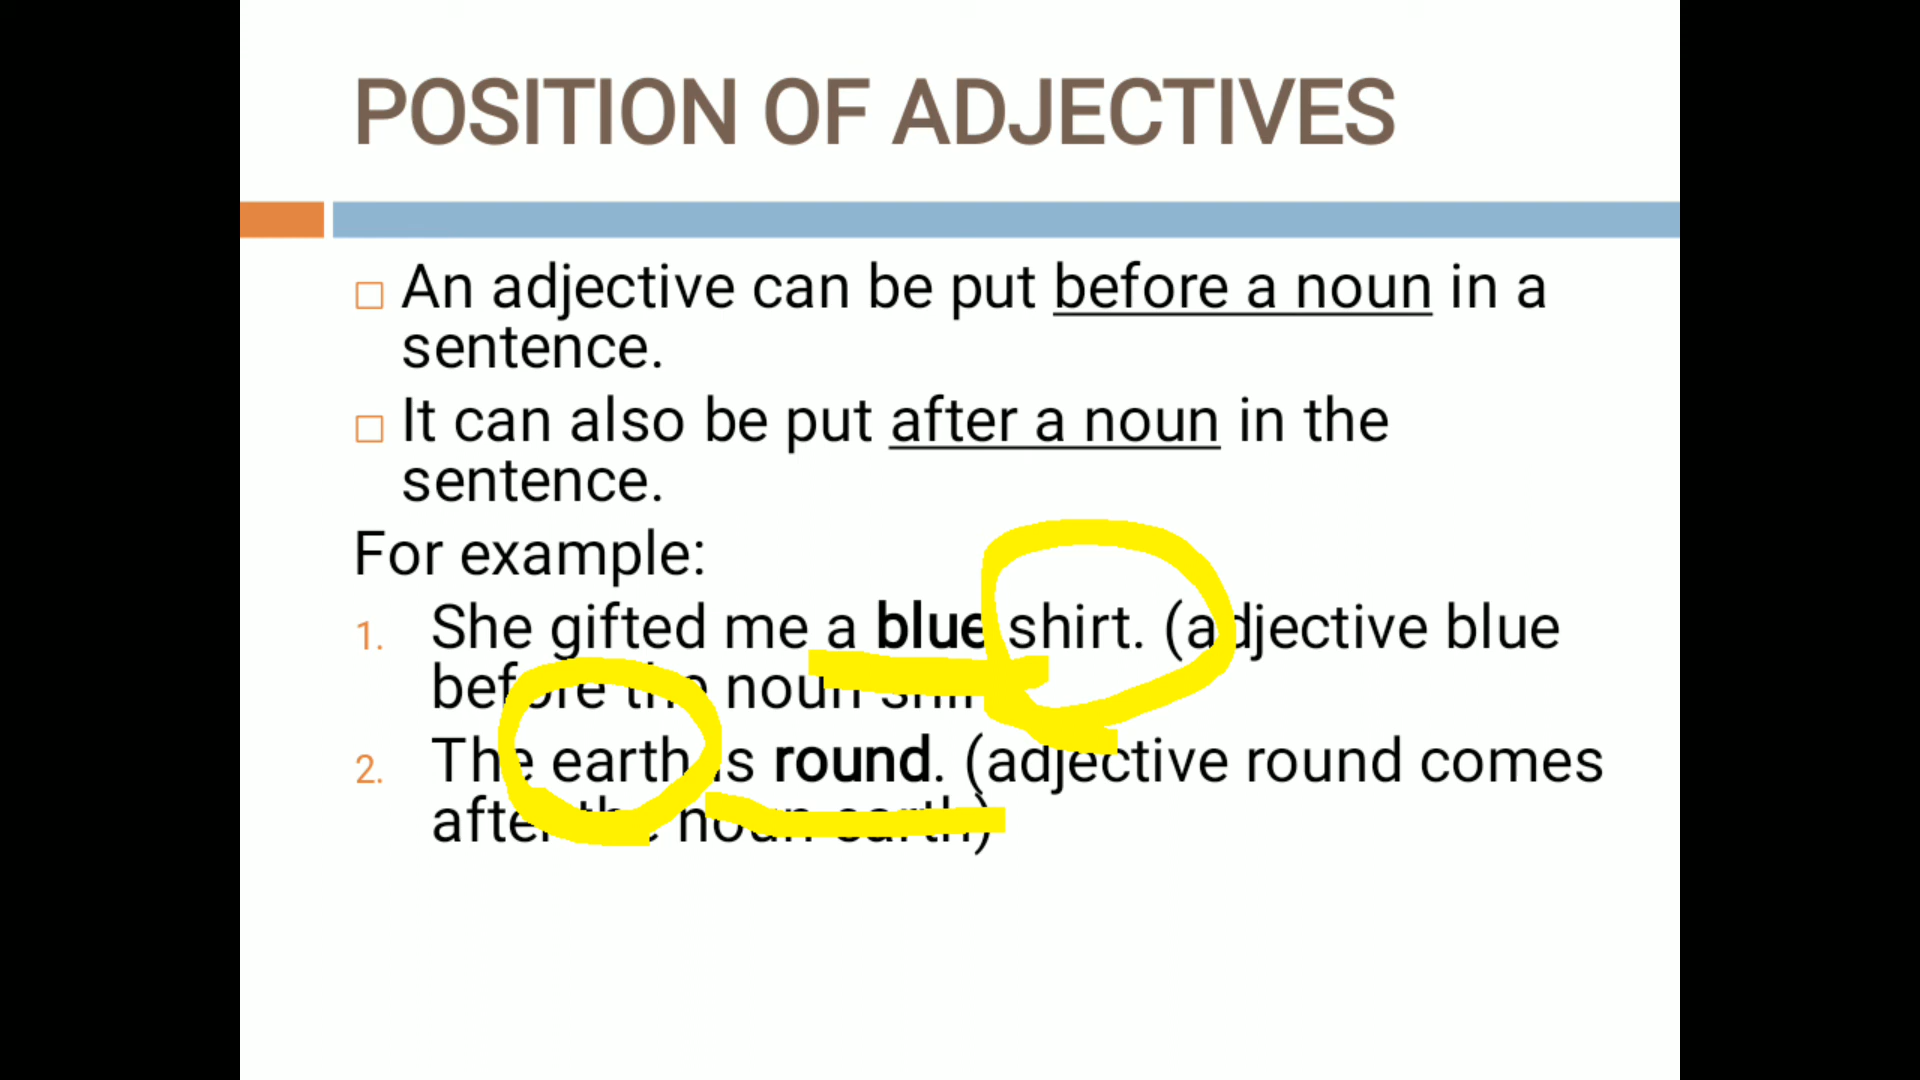 POSITION OF ADJECTIVES
An adjective can be put before a noun in a
sentence.
It can also be put after a noun in the
sentence.
For example:
1. She gifted me a blue shirt. (adjective blue
before the noun
2. The earth is round. (adjective round comes
after the noun earth)